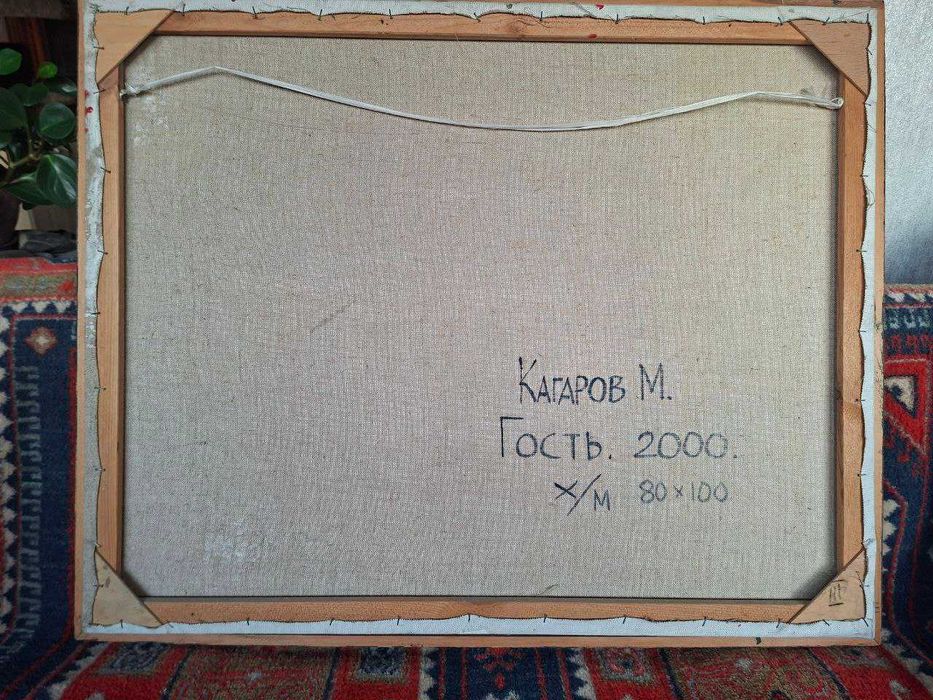 Кагаров М.
Гость. 2000.
х/м 80×100